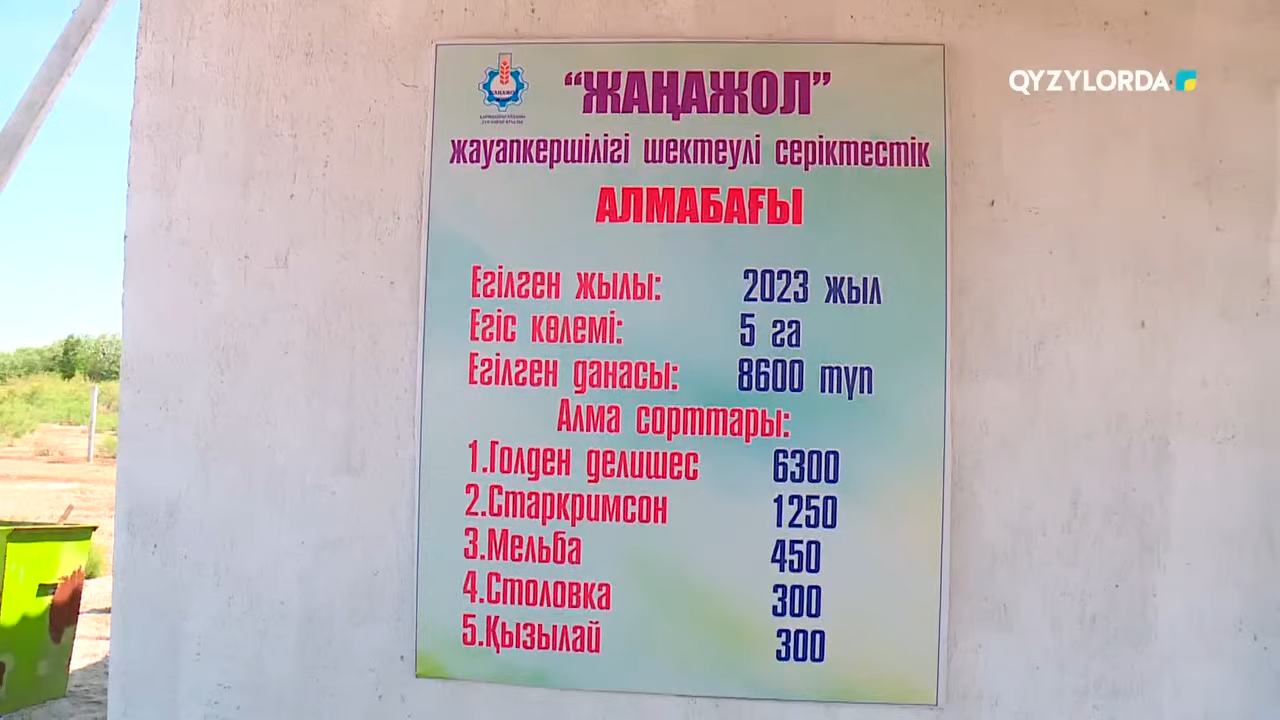 QYZYLORDA
ЖАҢАЖОЛ
"ЖАҢАЖОЛ"
жауапкершілігі шектеулі серіктестік
АЛМАБАҒЫ
Егілген жылы: 2023 жыл
Егіс көлемі: 5 га
Егілген данасы: 8600 түп
Алма сорттары:
1.Голден делишес 6300
2.Старкримсон 1250
3.Мельба 450
4.Столовка 300
5.Қызылай 300